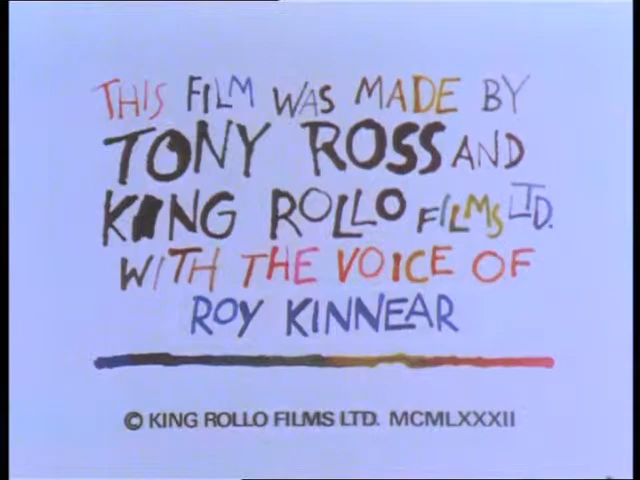 THIS FILM WAS MADE BY
TONY ROSS AND
KING ROLLO FILMS LTD.
WITH THE VOICE OF
ROY KINNEAR
© KING ROLLO FILMS LTD. MCMLXXXII